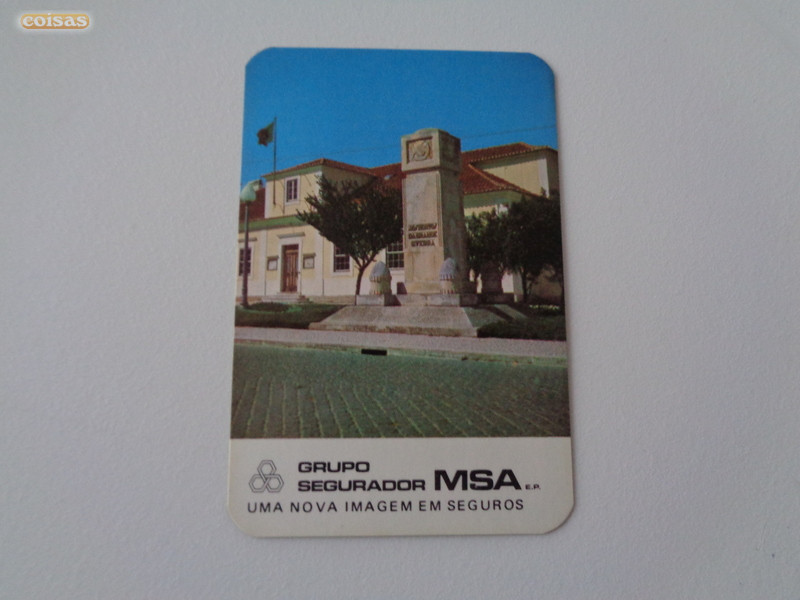 coisas
GRUPO
SEGURADOR MSA E.P.
UMA NOVA IMAGEM EM SEGUROS